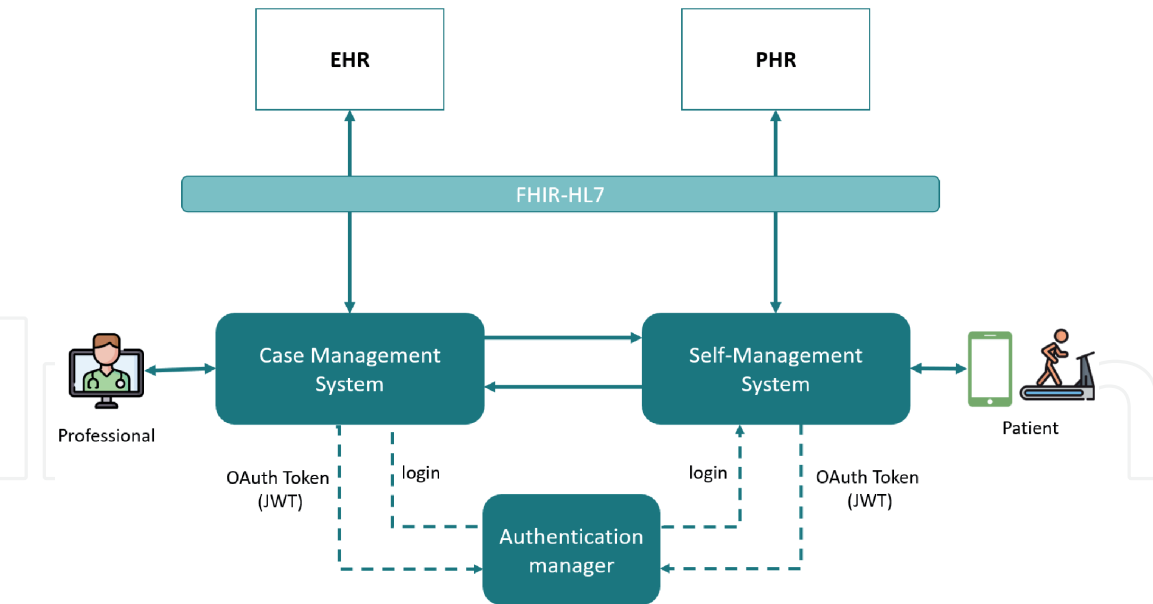 EHR
PHR
FHIR-HL7
Case Management
System
Self-Management
System
Professional
Patient
OAuth Token
(JWT)
login
login
OAuth Token
(JWT)
Authentication
manager